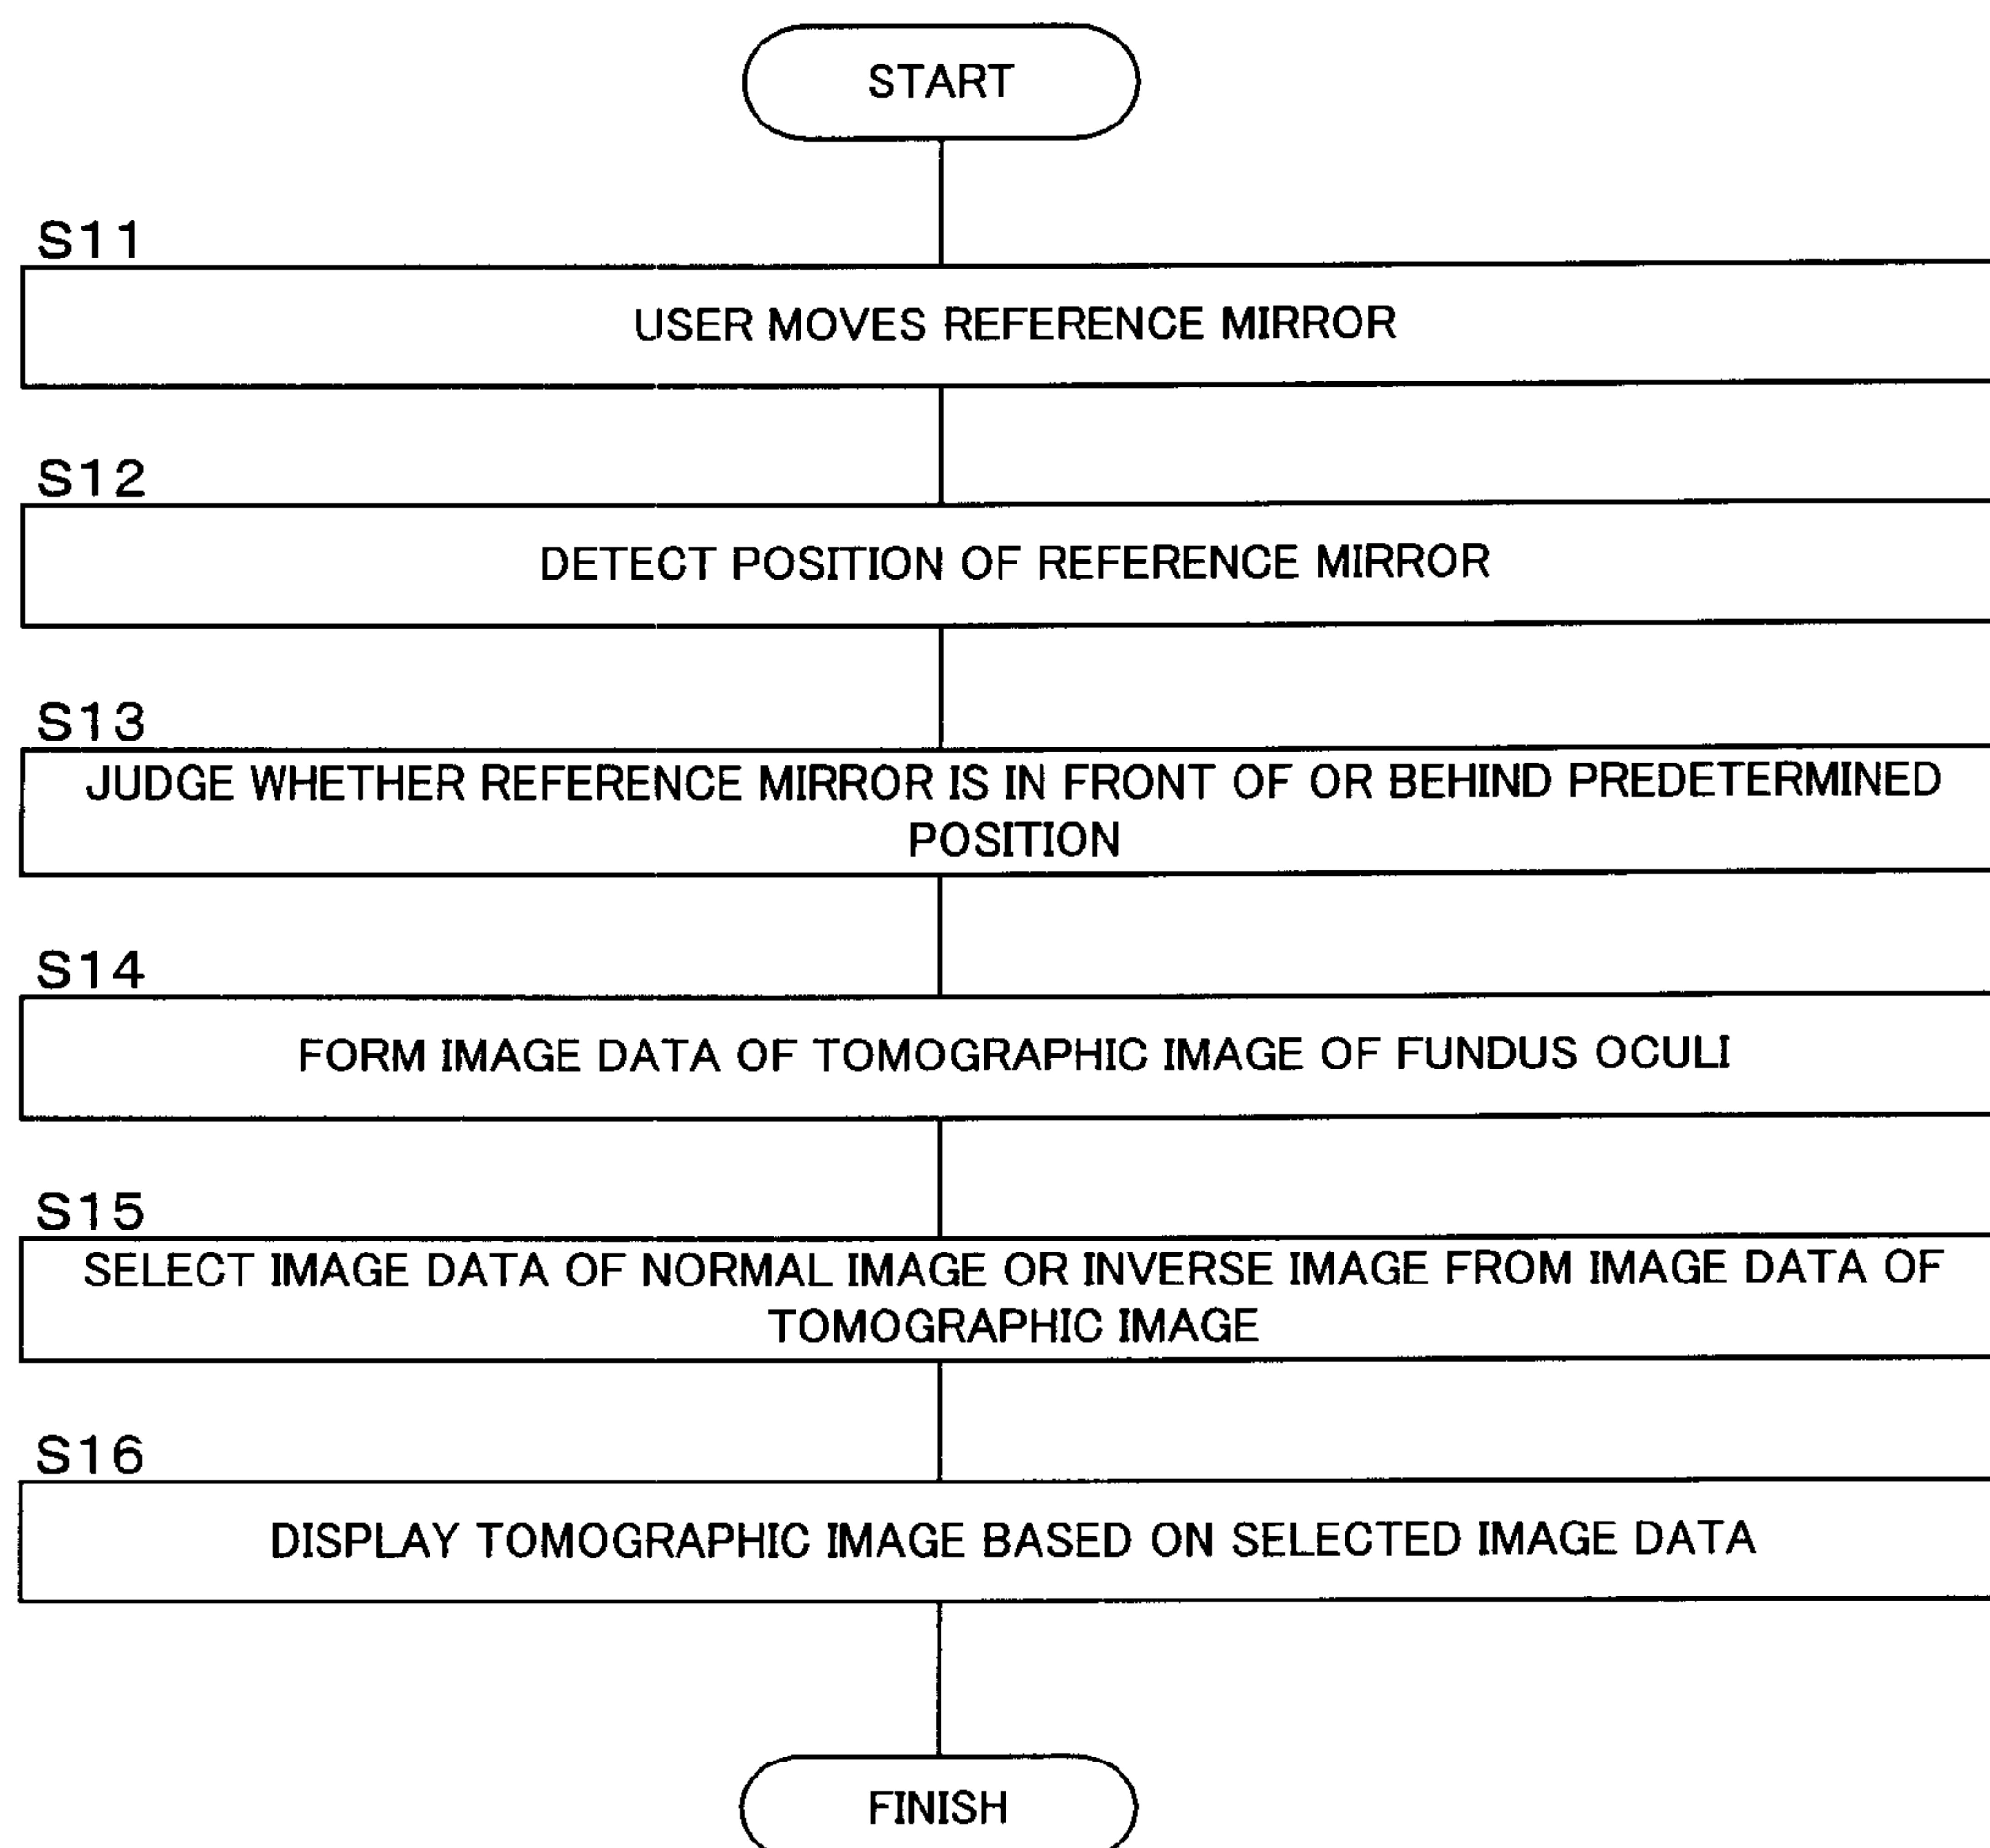 START
S11
USER MOVES REFERENCE MIRROR
S12
DETECT POSITION OF REFERENCE MIRROR
S13
JUDGE WHETHER REFERENCE MIRROR IS IN FRONT OF OR BEHIND PREDETERMINED
POSITION
S14
FORM IMAGE DATA OF TOMOGRAPHIC IMAGE OF FUNDUS OCULI
S15
SELECT IMAGE DATA OF NORMAL IMAGE OR INVERSE IMAGE FROM IMAGE DATA OF
TOMOGRAPHIC IMAGE
S16
DISPLAY TOMOGRAPHIC IMAGE BASED ON SELECTED IMAGE DATA
FINISH